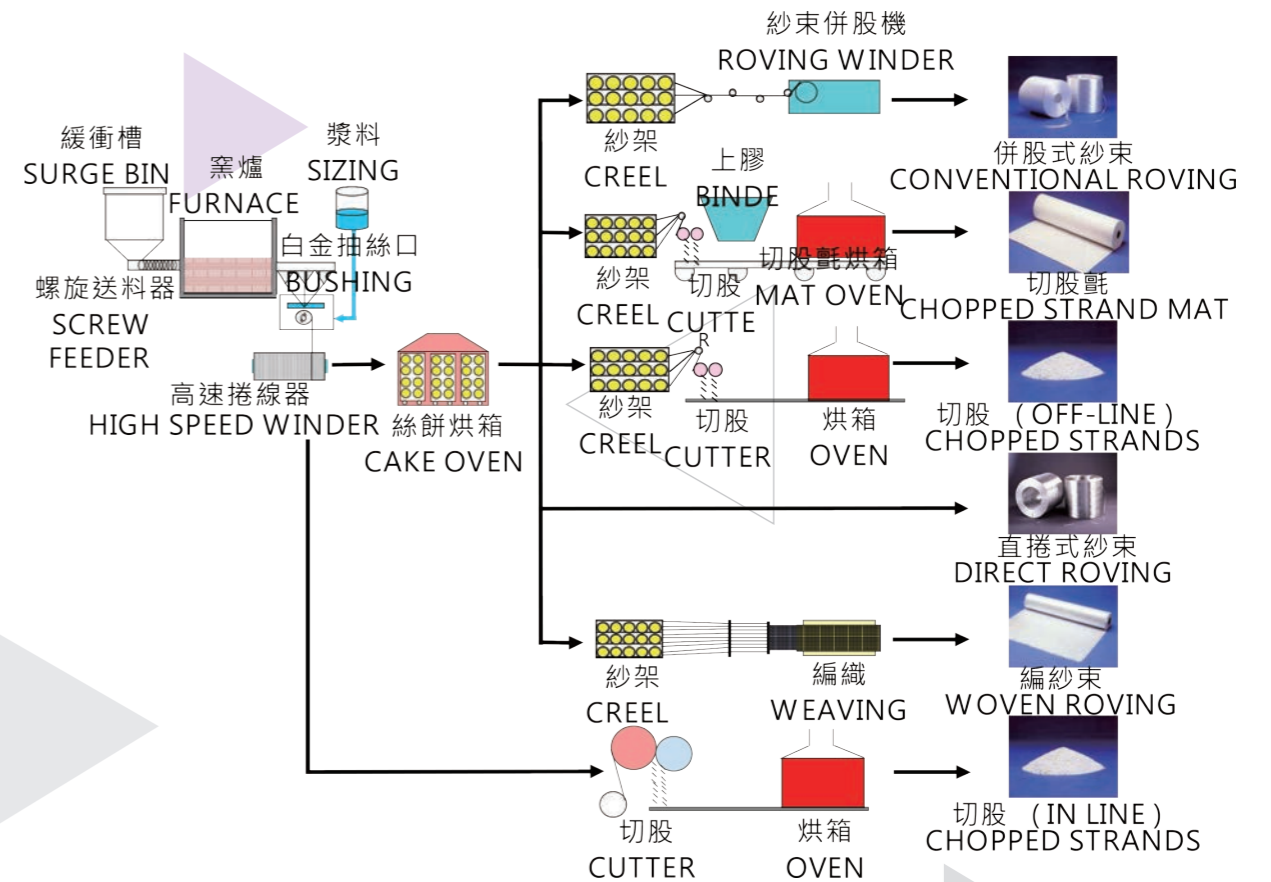 紗束併股機
ROVING WINDER
緩衝槽
SURGE BIN
窯爐
FURNACE
漿料
SIZING
白金抽絲口
BUSHING
螺旋送料器
SCREW
FEEDER
高速捲線器
HIGH SPEED WINDER
絲餅烘箱
CAKE OVEN
紗架
CREEL
併股式紗束
CONVENTIONAL ROVING
上膠
BINDE
紗架
CREEL
切股
CUTTE
切股氈烘箱
MAT OVEN
切股氈
CHOPPED STRAND MAT
R
紗架
CREEL
切股
CUTTER
烘箱
OVEN
切股 (OFF-LINE)
CHOPPED STRANDS
直捲式紗束
DIRECT ROVING
紗架
CREEL
編織
WEAVING
編紗束
WOVEN ROVING
切股
CUTTER
烘箱
OVEN
切股 (IN LINE)
CHOPPED STRANDS